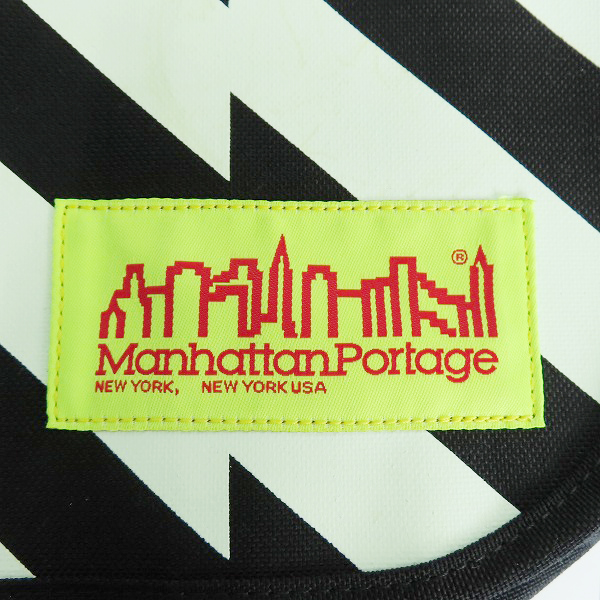 ®
ManhattanPortage
NEW YORK, NEW YORK USA